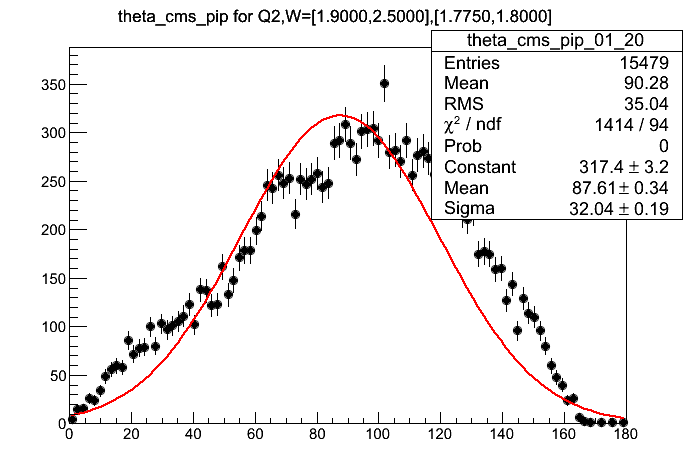 theta_cms_pip for Q2,W=[1.9000,2.5000],[1.7750,1.8000]
theta_cms_pip_01_20
Entries 15479
Mean 90.28
RMS 35.04
χ² / ndf 1414 / 94
Prob 0
Constant 317.4 ± 3.2
Mean 87.61 ± 0.34
Sigma 32.04 ± 0.19
350
300
250
200
150
100
50
0
0 20 40 60 80 100 120 140 160 180